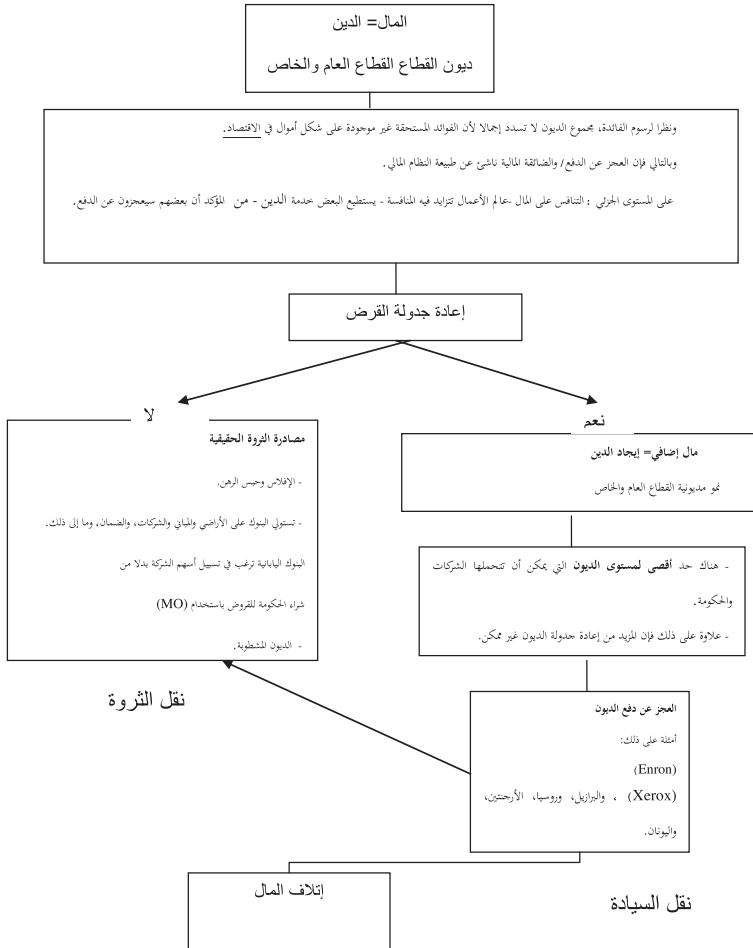 المال= الدين
ديون القطاع القطاع العام والخاص
ونظرا لرسوم الفائدة، مجموع الديون لا تسدد إجمالا لأن الفوائد المستحقة غير موجودة على شكل أموال في الاقتصاد.
وبالتالي فإن العجز عن الدفع/ والضائقة المالية ناشئ عن طبيعة النظام المالي.
على المستوى الجزئي : التنافس على المال -عالم الأعمال تتزايد فيه المنافسة - يستطيع البعض خدمة الدين - من المؤكد أن بعضهم سيعجزون عن الدفع.
إعادة جدولة القرض
نعم
مال إضافي= إيجاد الدين
نمو مديونية القطاع العام والخاص
- هناك حد أقصى لمستوى الديون التي يمكن أن تتحملها الشركات
والحكومة.
- علاوة على ذلك فإن المزيد من إعادة جدولة الديون غير ممكن.
العجز عن دفع الديون
أمثلة على ذلك:
(Enron)
(Xerox) ، والبرازيل، وروسيا، الأرجنتين،
واليونان.
نقل السيادة
لا
مصادرة الثروة الحقيقية
- الإفلاس وحبس الرهن.
- تستولي البنوك على الأراضي والمباني والشركات، والضمان، وما إلى ذلك.
البنوك اليابانية ترغب في تسييل أسهم الشركة بدلا من
شراء الحكومة للقروض باستخدام (MO)
- الديون المشطوبة.
نقل الثروة
إتلاف المال